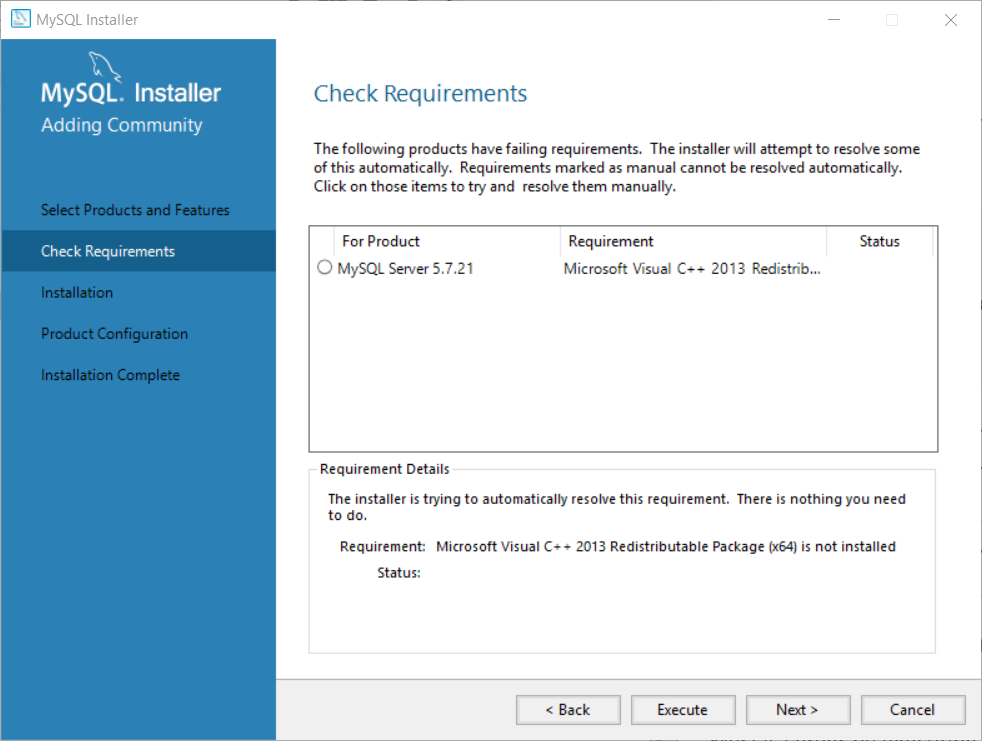 MySQL Installer
MySQL. Installer
Adding Community
Select Products and Features
Check Requirements
Installation
Product Configuration
Installation Complete
Check Requirements
The following products have failing requirements. The installer will attempt to resolve some
of this automatically. Requirements marked as manual cannot be resolved automatically.
Click on those items to try and resolve them manually.
For Product Requirement Status
MySQL Server 5.7.21 Microsoft Visual C++ 2013 Redistrib...
Requirement Details
The installer is trying to automatically resolve this requirement. There is nothing you need
to do.
Requirement: Microsoft Visual C++ 2013 Redistributable Package (x64) is not installed
Status:
< Back Execute Next > Cancel